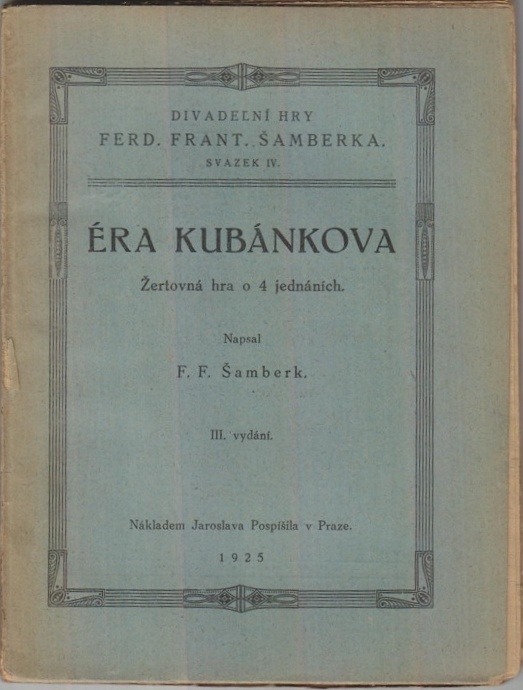 DIVADELNÍ HRY
FERD. FRANT. ŠAMBERKA.
SVAZEK IV.
ÉRA KUBÁNKOVA
Žertovná hra o 4 jednáních.
Napsal
F. F. Šamberk.
III. vydání.
Nákladem Jaroslava Pospíšila v Praze.
1925